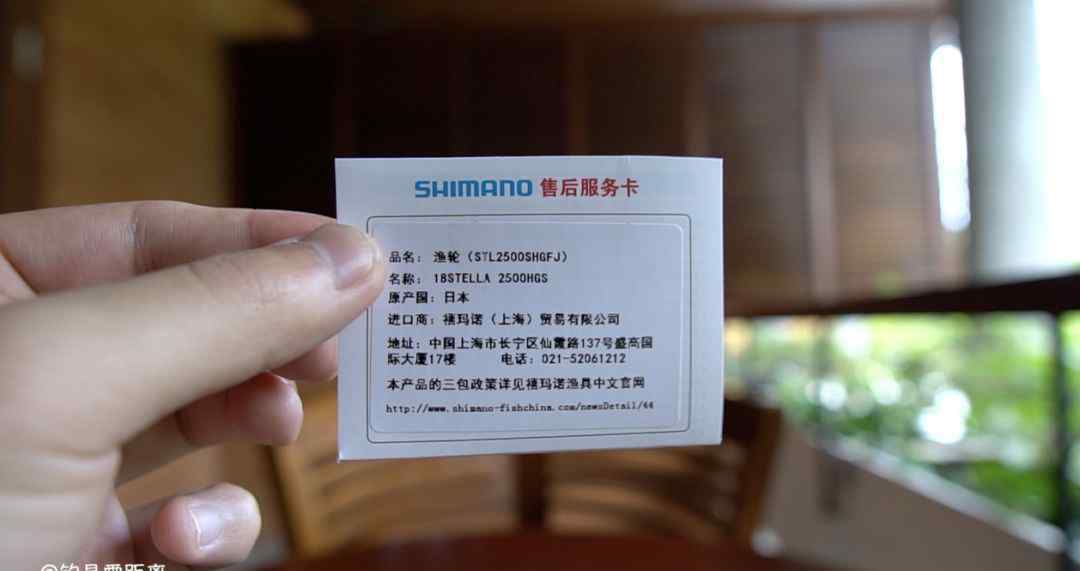 SHIMANO 售后服务卡
品名： 渔轮（STL2500SHGFJ）
名称： 18STELLA 2500HGS
原产国：日本
进口商：禧玛诺（上海）贸易有限公司
地址：中国上海市长宁区仙霞路137号盛高国
际大厦17楼 电话：021-52061212
本产品的三包政策详见禧玛诺渔具中文官网
http://www.shimano-fishchina.com/newsDetail/44